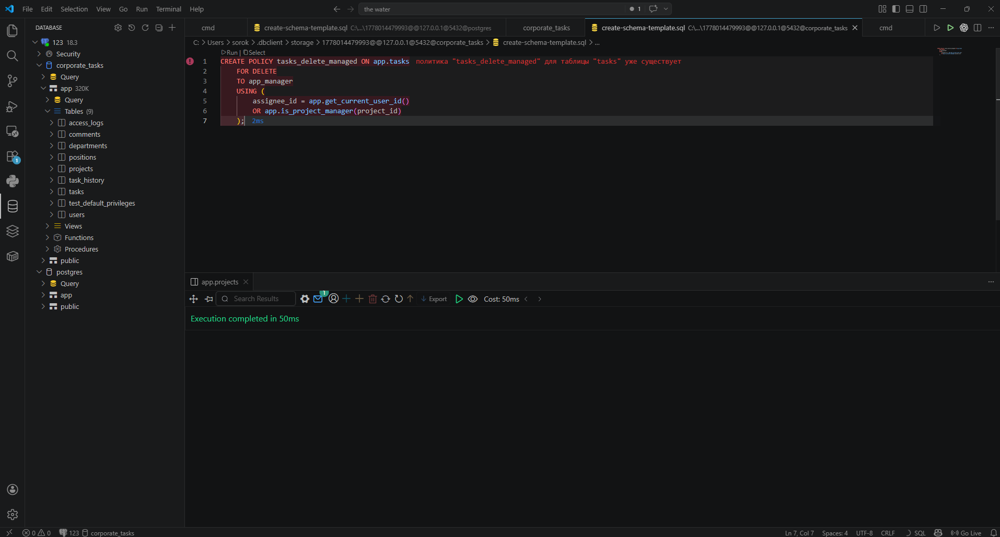 File Edit Selection View Go Run Terminal Help
the water
1
DATABASE
123 18.3
Security
corporate_tasks
Query
app 320K
Query
Tables (9)
access_logs
comments
departments
positions
projects
task_history
tasks
test_default_privileges
users
Views
Functions
Procedures
public
postgres
Query
app
public
1
cmd
create-schema-template.sql C:\...\1778014479993@@127.0.0.1@5432@postgres
corporate_tasks
create-schema-template.sql C:\...\1778014479993@@127.0.0.1@5432@corporate_tasks
cmd
C: > Users > sorok > .dbclient > storage > 1778014479993@@127.0.0.1@5432@corporate_tasks > create-schema-template.sql > ...
Run | Select
1 CREATE POLICY tasks_delete_managed ON app.tasks политика "tasks_delete_managed" для таблицы "tasks" уже существует
2 FOR DELETE
3 TO app_manager
4 USING (
5 assignee_id = app.get_current_user_id()
6 OR app.is_project_manager(project_id)
7 ); 2ms
app.projects
Search Results
1
Export
Cost: 50ms
Execution completed in 50ms
0 0
123
corporate_tasks
Ln 7, Col 7
Spaces: 4
UTF-8
CRLF
SQL
Go Live